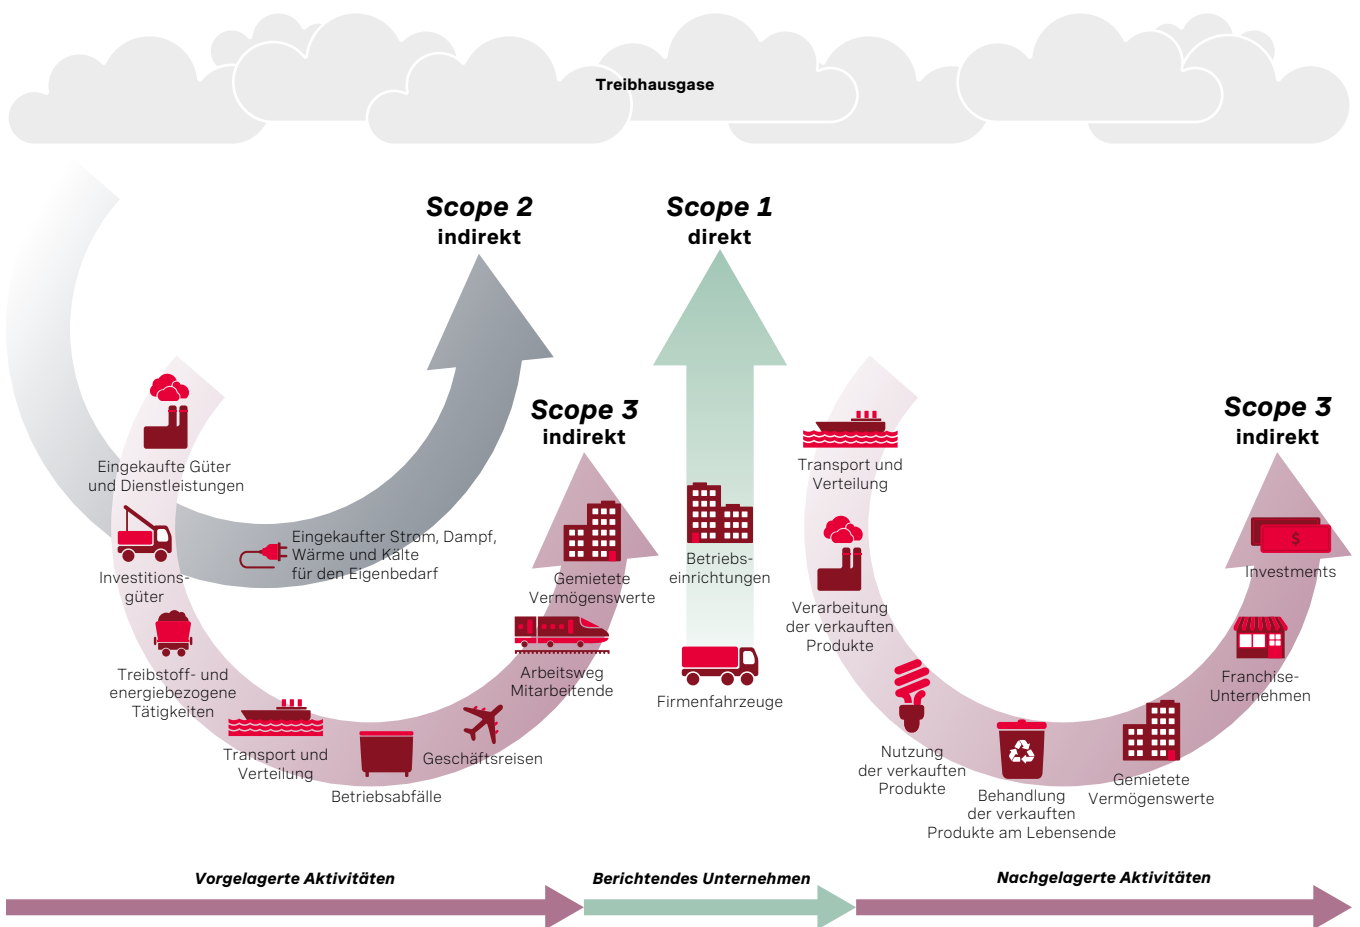 Treibhausgase
Scope 2
indirekt
Scope 1
direkt
Scope 3
indirekt
Scope 3
indirekt
Eingekaufte Güter
und Dienstleistungen
Investitions-
güter
Treibstoff- und
energiebezogene
Tätigkeiten
Transport und
Verteilung
Betriebsabfälle
Geschäftsreisen
Arbeitsweg
Mitarbeitende
Gemietete
Vermögenswerte
Eingekaufter Strom, Dampf,
Wärme und Kälte
für den Eigenbedarf
Betriebs-
einrichtungen
Firmenfahrzeuge
Transport und
Verteilung
Verarbeitung
der verkauften
Produkte
Nutzung
der verkauften
Produkte
Behandlung
der verkauften
Produkte am Lebensende
Gemietete
Vermögenswerte
Franchise-
Unternehmen
$
Investments
Vorgelagerte Aktivitäten
Berichtendes Unternehmen
Nachgelagerte Aktivitäten